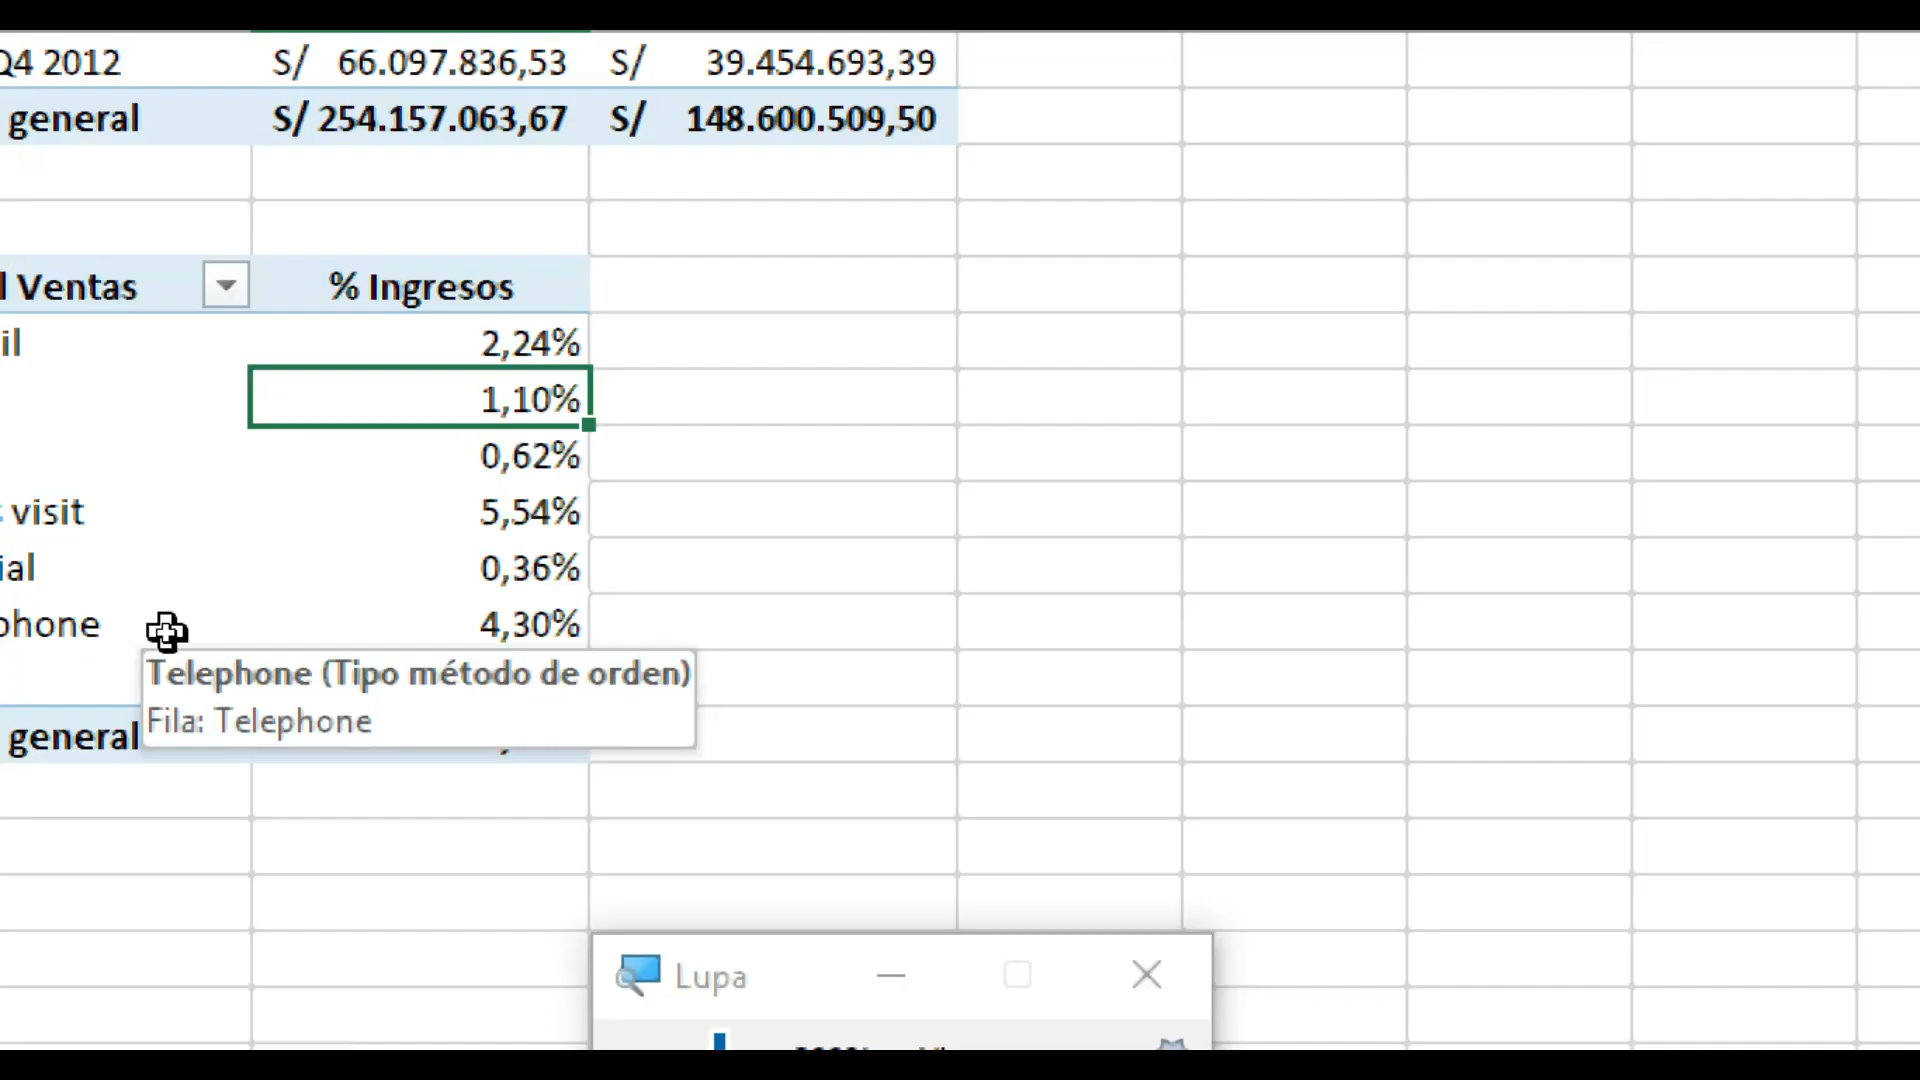 Q4 2012 S/ 66.097.836,53 S/ 39.454.693,39
general S/ 254.157.063,67 S/ 148.600.509,50
l Ventas % Ingresos
il 2,24%
1,10%
0,62%
visit 5,54%
ial 0,36%
phone 4,30%
Telephone (Tipo método de orden)
Fila: Telephone
general
Lupa